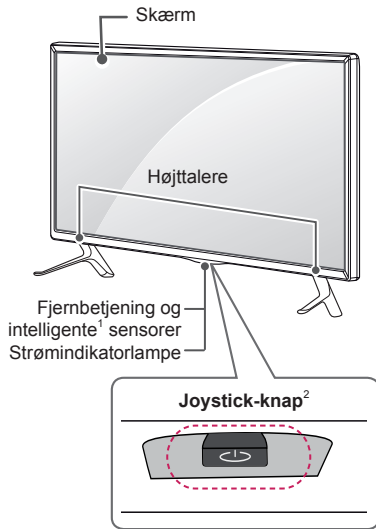 Skærm
Højttalere
Fjernbetjening og
intelligente¹ sensorer
Strømindikatorlampe
Joystick-knap²